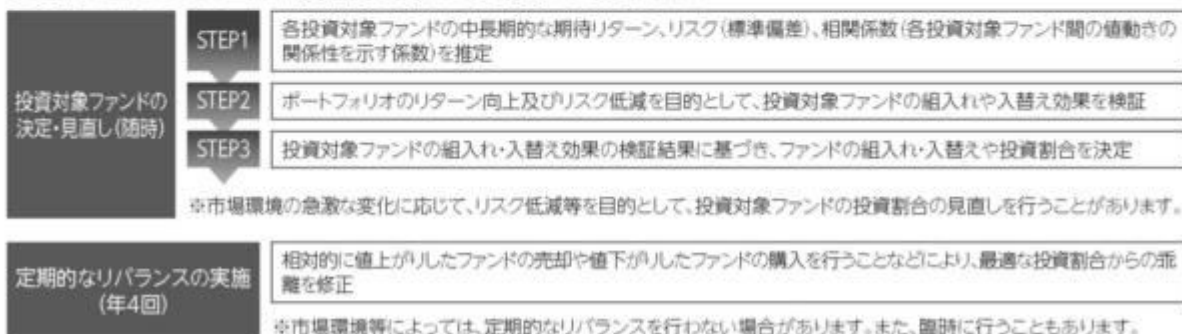 投資対象ファンドの
決定・見直し(随時)
STEP1
各投資対象ファンドの中長期的な期待リターン、リスク(標準偏差)、相関係数(各投資対象ファンド間の値動きの
関係性を示す係数)を推定
STEP2
ポートフォリオのリターン向上及びリスク低減を目的として、投資対象ファンドの組入れや入替え効果を検証
STEP3
投資対象ファンドの組入れ・入替え効果の検証結果に基づき、ファンドの組入れ・入替えや投資割合を決定
※市場環境の急激な変化に応じて、リスク低減等を目的として、投資対象ファンドの投資割合の見直しを行うことがあります。
定期的なリバランスの実施
(年4回)
相対的に値上がりしたファンドの売却や値下がりしたファンドの購入を行うことなどにより、最適な投資割合からの乖
離を修正
※市場環境等によっては、定期的なリバランスを行わない場合があります。また、臨時に行うこともあります。